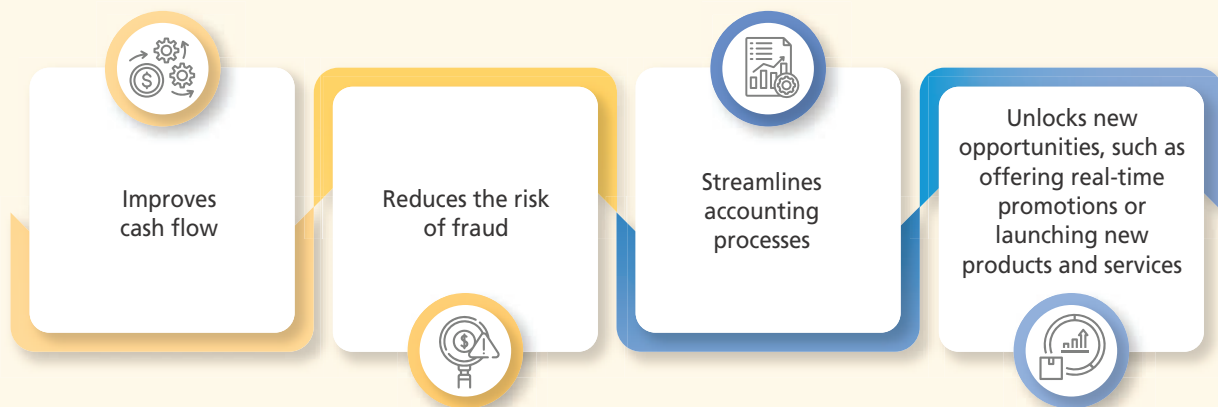 Improves
cash flow
Reduces the risk
of fraud
Streamlines
accounting
processes
Unlocks new
opportunities, such as
offering real-time
promotions or
launching new
products and services